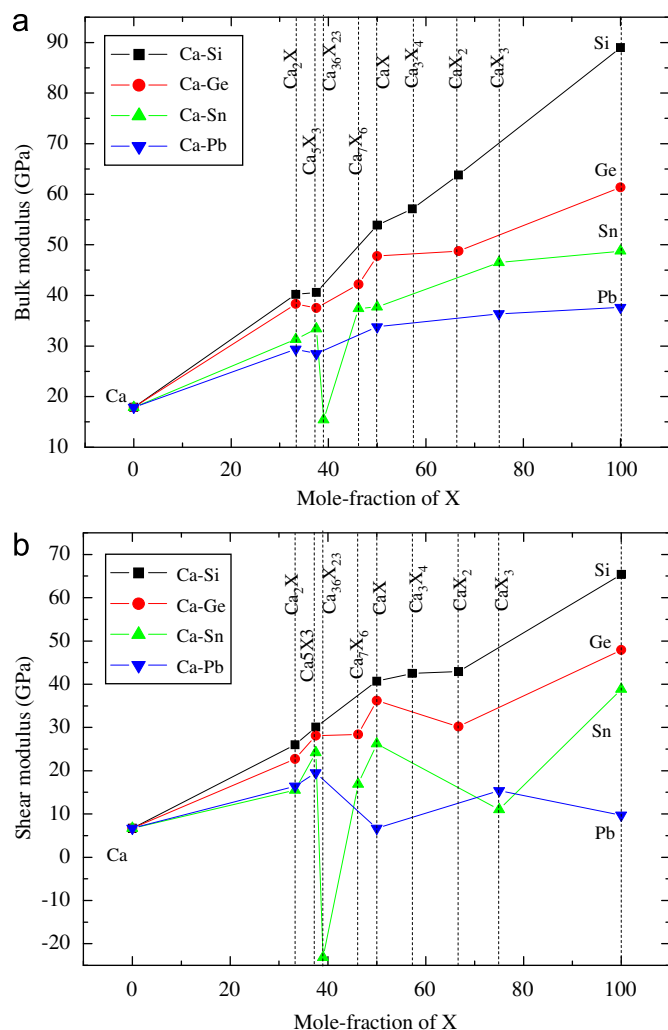 a
Bulk modulus (GPa)
90
80
70
60
50
40
30
20
10
Ca-Si
Ca-Ge
Ca-Sn
Ca-Pb
Ca₂X
Ca₅X₃
Ca₃₆X₂₃
Ca₇X₆
CaX
Ca₃X₄
CaX₂
CaX₃
Si
Ge
Sn
Pb
Ca
0 20 40 60 80 100
Mole-fraction of X
b
Shear modulus (GPa)
70
60
50
40
30
20
10
0
-10
-20
Ca-Si
Ca-Ge
Ca-Sn
Ca-Pb
Ca₂X
Ca5X3
Ca₃₆X₂₃
Ca₇X₆
CaX
Ca₃X₄
CaX₂
CaX₃
Si
Ge
Sn
Pb
Ca
0 20 40 60 80 100
Mole-fraction of X